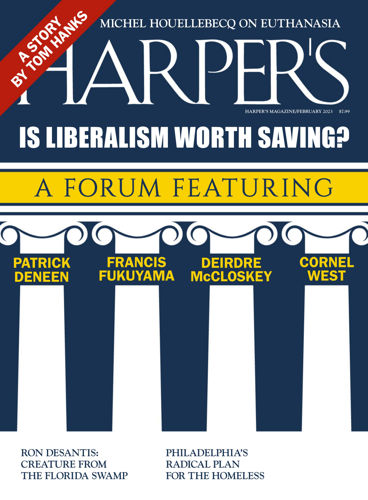 MICHEL HOUELLEBECQ ON EUTHANASIA
A STORY
BY TOM HANKS
HARPER'S
HARPER'S MAGAZINE/FEBRUARY 2023 $7.99
IS LIBERALISM WORTH SAVING?
A FORUM FEATURING
PATRICK
DENEEN
FRANCIS
FUKUYAMA
DEIRDRE
McCLOSKEY
CORNEL
WEST
RON DESANTIS:
CREATURE FROM
THE FLORIDA SWAMP
PHILADELPHIA'S
RADICAL PLAN
FOR THE HOMELESS